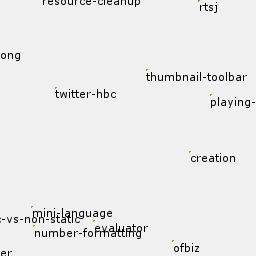 resource-cleanup
rtsj
ong
thumbnail-toolbar
twitter-hbc
playing-
creation
mini-language
c-vs-non-static
evaluator
number-formatting
ofbiz
er